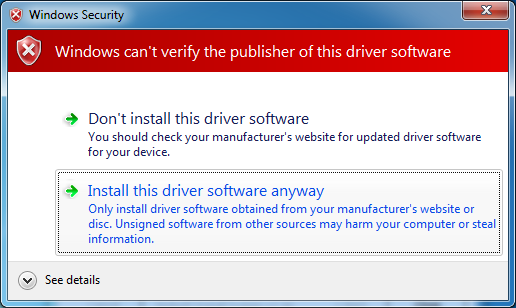 Windows Security
Windows can't verify the publisher of this driver software
Don't install this driver software
You should check your manufacturer's website for updated driver software
for your device.
Install this driver software anyway
Only install driver software obtained from your manufacturer's website or
disc. Unsigned software from other sources may harm your computer or steal
information.
See details